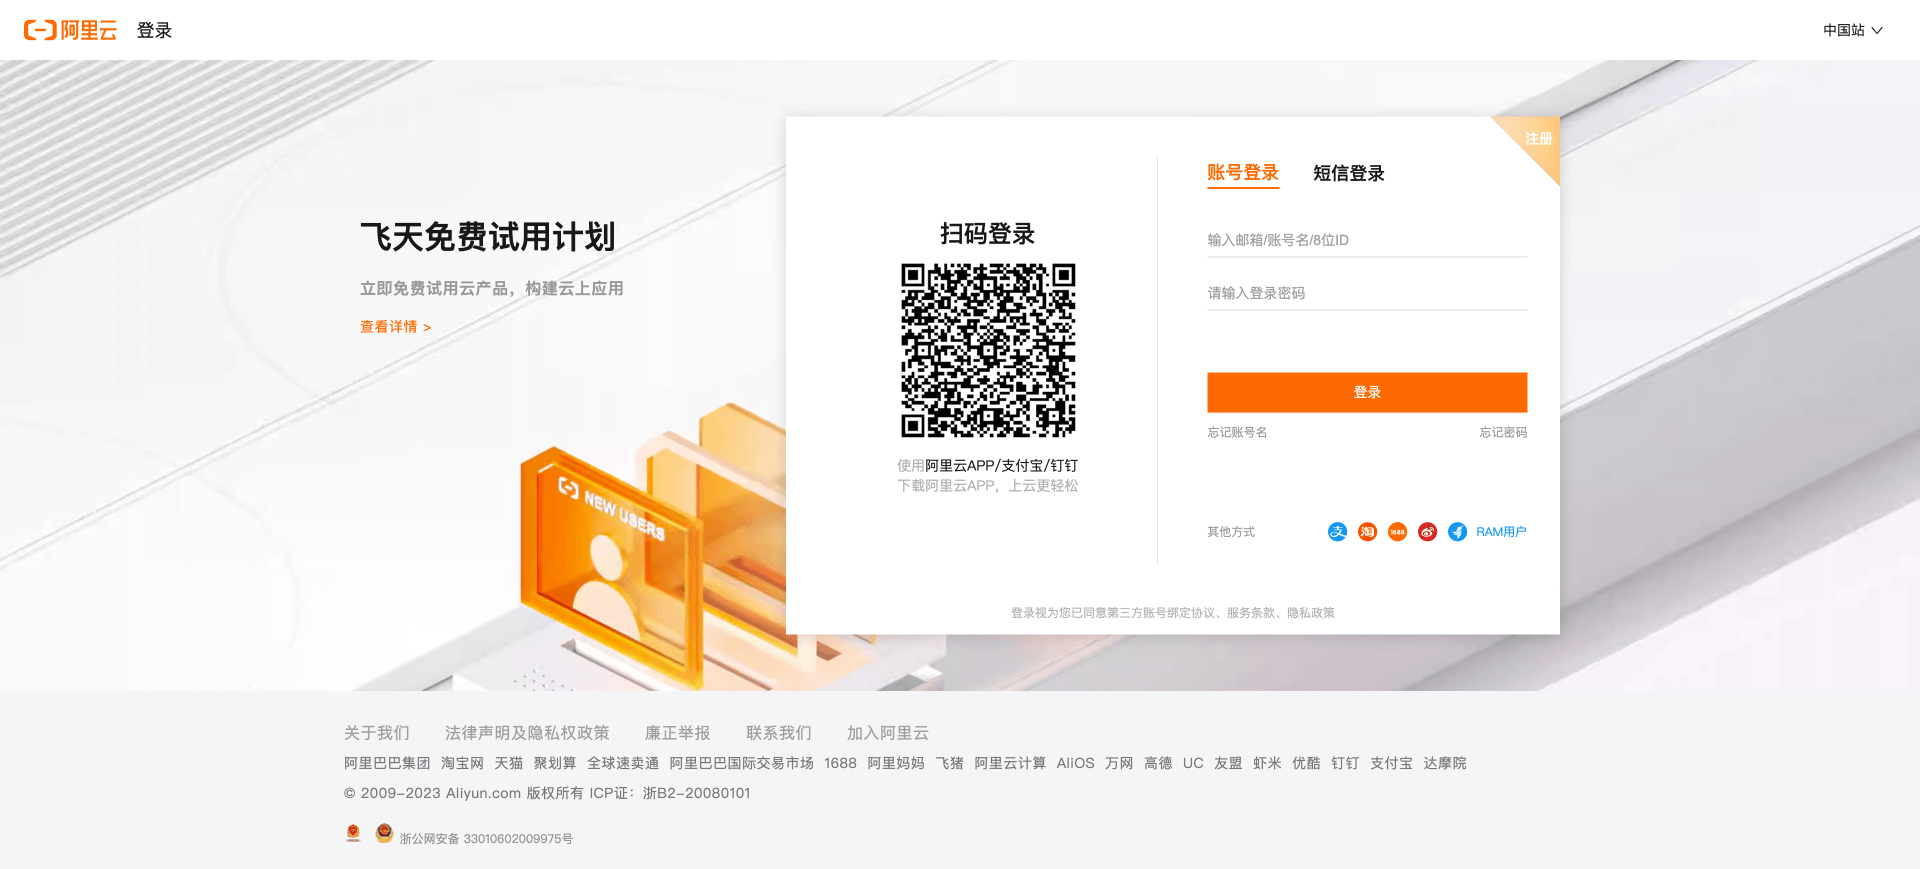 阿里云 登录
中国站
注册
飞天免费试用计划
立即免费试用云产品，构建云上应用
查看详情 >
NEW USERS
扫码登录
使用阿里云APP/支付宝/钉钉
下载阿里云APP，上云更轻松
账号登录 短信登录
输入邮箱/账号名/8位ID
请输入登录密码
登录
忘记账号名 忘记密码
其他方式 支 淘 1688 RAM用户
登录视为您已同意第三方账号绑定协议、服务条款、隐私政策
关于我们 法律声明及隐私权政策 廉正举报 联系我们 加入阿里云
阿里巴巴集团 淘宝网 天猫 聚划算 全球速卖通 阿里巴巴国际交易市场 1688 阿里妈妈 飞猪 阿里云计算 AliOS 万网 高德 UC 友盟 虾米 优酷 钉钉 支付宝 达摩院
© 2009-2023 Aliyun.com 版权所有 ICP证：浙B2-20080101
浙公网安备 33010602009975号